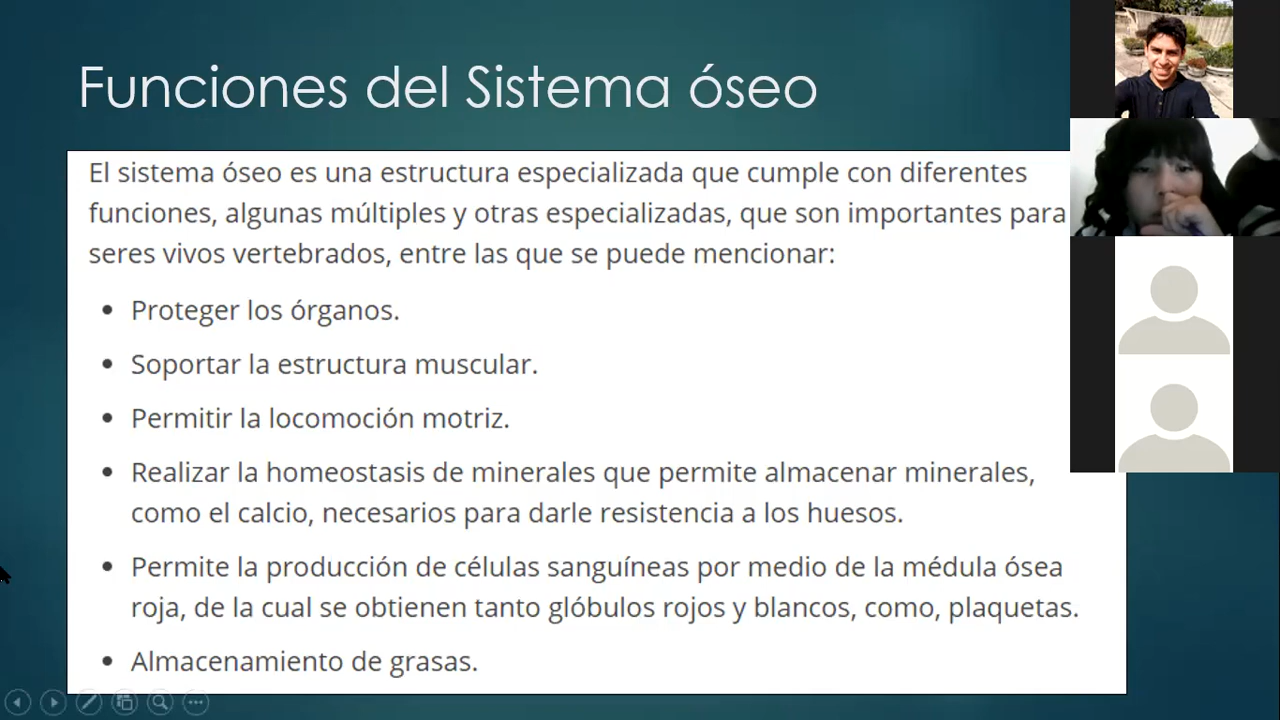 Funciones del Sistema óseo
El sistema óseo es una estructura especializada que cumple con diferentes
funciones, algunas múltiples y otras especializadas, que son importantes para
seres vivos vertebrados, entre las que se puede mencionar:
• Proteger los órganos.
• Soportar la estructura muscular.
• Permitir la locomoción motriz.
• Realizar la homeostasis de minerales que permite almacenar minerales,
como el calcio, necesarios para darle resistencia a los huesos.
• Permite la producción de células sanguíneas por medio de la médula ósea
roja, de la cual se obtienen tanto glóbulos rojos y blancos, como, plaquetas.
• Almacenamiento de grasas.